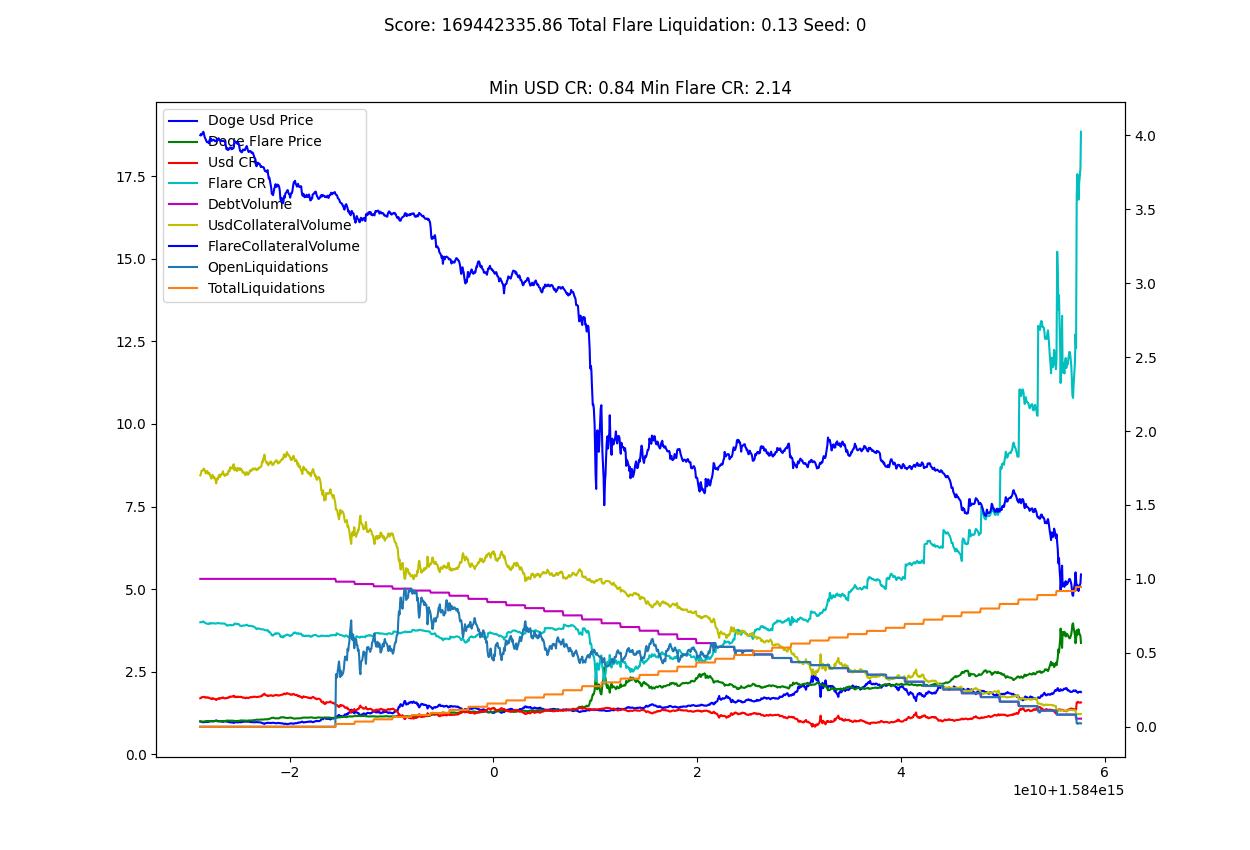 Score: 169442335.86 Total Flare Liquidation: 0.13 Seed: 0
Min USD CR: 0.84 Min Flare CR: 2.14
Doge Usd Price
Doge Flare Price
Usd CR
Flare CR
DebtVolume
UsdCollateralVolume
FlareCollateralVolume
OpenLiquidations
TotalLiquidations
17.5
15.0
12.5
10.0
7.5
5.0
2.5
0.0
4.0
3.5
3.0
2.5
2.0
1.5
1.0
0.5
0.0
−2
0
2
4
6
1e10+1.584e15